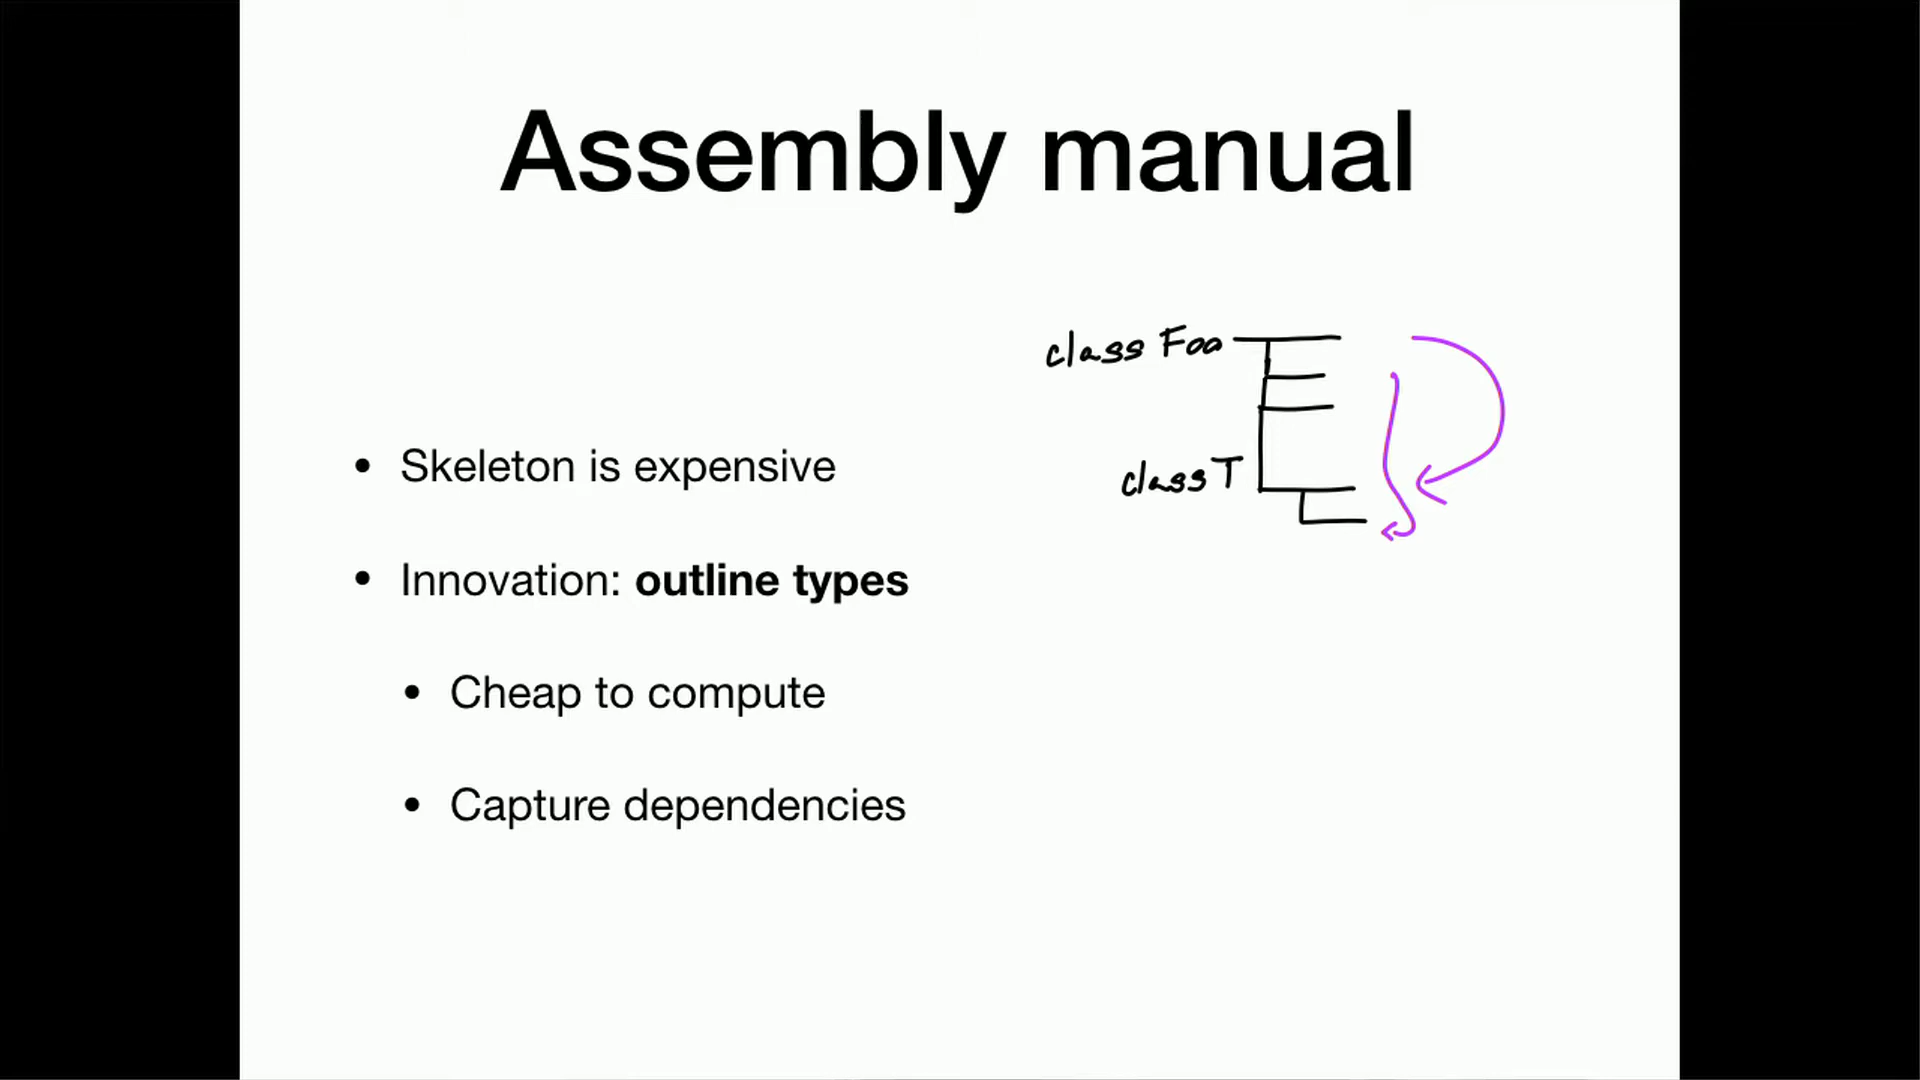 Assembly manual
class Foo
class T
• Skeleton is expensive
• Innovation: outline types
• Cheap to compute
• Capture dependencies